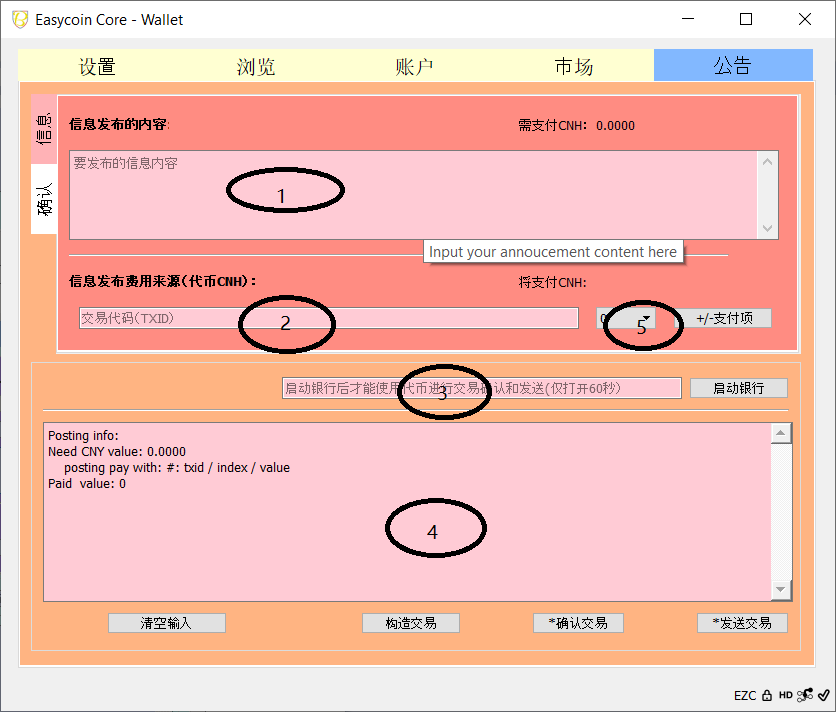 Easycoin Core - Wallet
设置 浏览 账户 市场 公告
信息
确认
信息发布的内容: 需支付CNH: 0.0000
要发布的信息内容
1
Input your annoucement content here
信息发布费用来源(代币CNH): 将支付CNH:
交易代码(TXID) 2 0 5 +/-支付项
启动银行后才能使用代币进行交易确认和发送(仅打开60秒) 启动银行
3
Posting info:
Need CNY value: 0.0000
posting pay with: #: txid / index / value
Paid value: 0
4
清空输入 构造交易 *确认交易 *发送交易
EZC HD